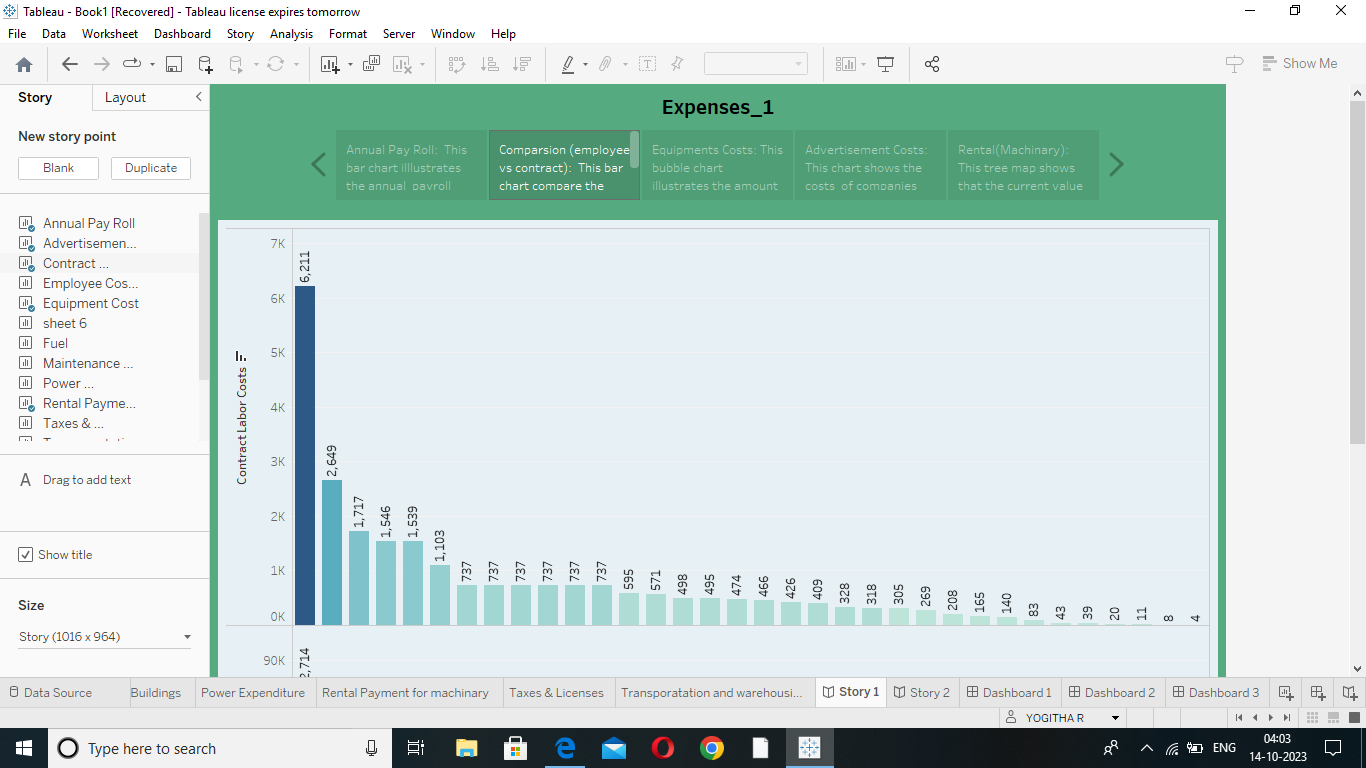 Tableau - Book1 [Recovered] - Tableau license expires tomorrow
File Data Worksheet Dashboard Story Analysis Format Server Window Help
Show Me
Story Layout
New story point
Blank Duplicate
Annual Pay Roll
Advertisemen...
Contract ...
Employee Cos...
Equipment Cost
sheet 6
Fuel
Maintenance ...
Power ...
Rental Payme...
Taxes & ...
A Drag to add text
Show title
Size
Story (1016 x 964)
Expenses_1
Annual Pay Roll: This
bar chart illlustrates
the annual payroll
Comparsion (employee
vs contract): This bar
chart compare the
Equipments Costs: This
bubble chart
illustrates the amount
Advertisement Costs:
This chart shows the
costs of companies
Rental(Machinary):
This tree map shows
that the current value
Contract Labor Costs
7K
6K
5K
4K
3K
2K
1K
0K
90K
6,211
2,649
1,717
1,546
1,539
1,103
737
737
737
737
737
737
595
571
498
495
474
466
426
409
328
318
305
269
208
165
140
83
43
39
20
11
8
4
2,714
Data Source Buildings Power Expenditure Rental Payment for machinary Taxes & Licenses Transporatation and warehousi... Story 1 Story 2 Dashboard 1 Dashboard 2 Dashboard 3
YOGITHA R
Type here to search
ENG
04:03
14-10-2023